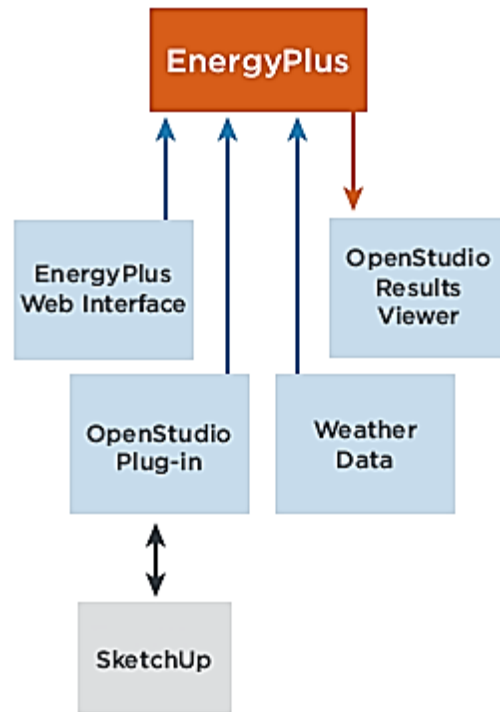 EnergyPlus
EnergyPlus
Web Interface
OpenStudio
Results
Viewer
OpenStudio
Plug-in
Weather
Data
SketchUp